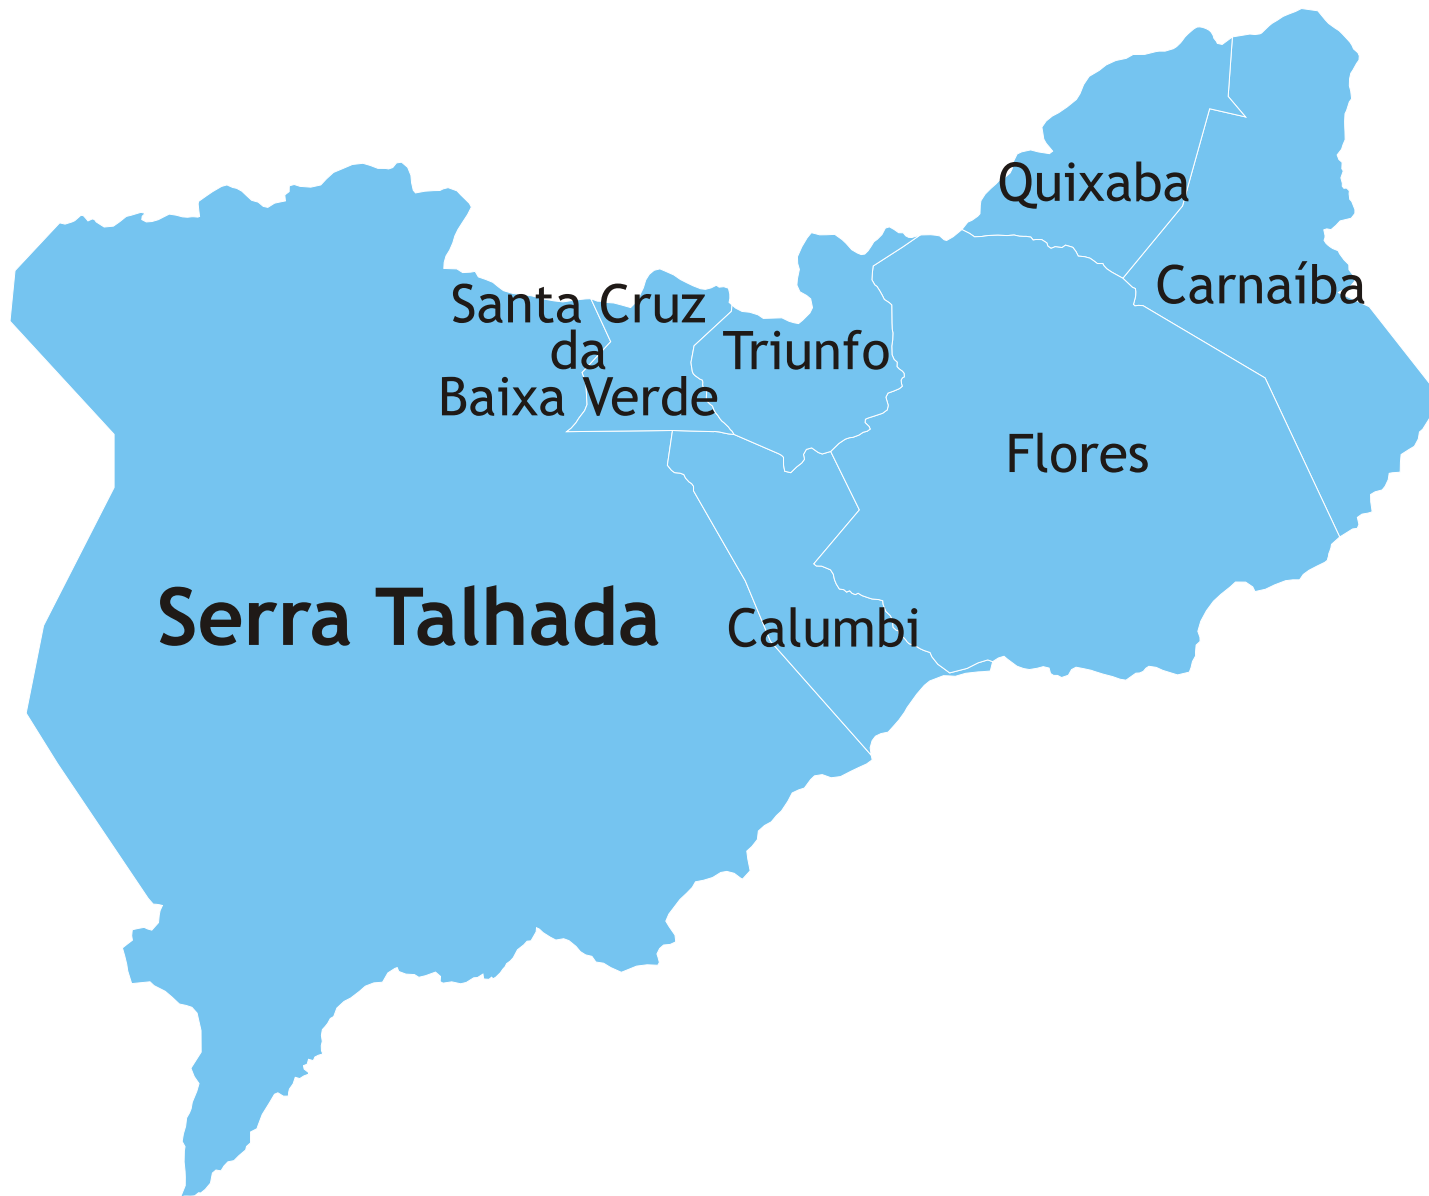 Quixaba
Carnaíba
Santa Cruz
da
Baixa Verde
Triunfo
Flores
Serra Talhada
Calumbi